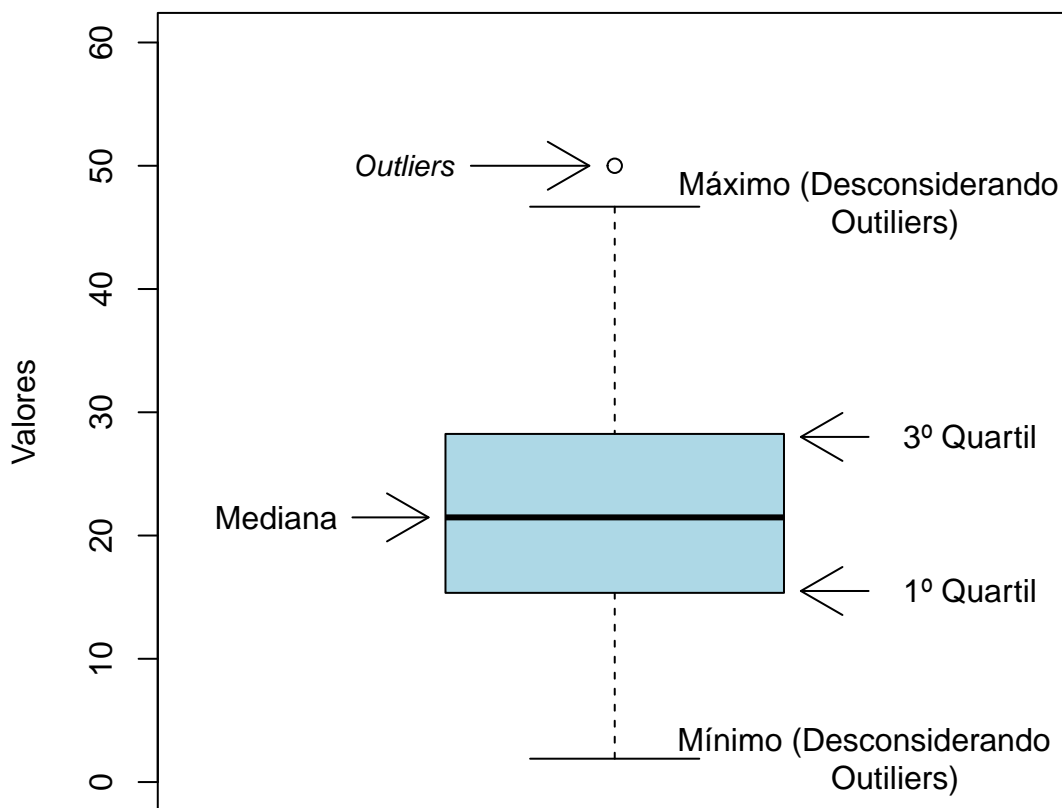 60
50
40
30
20
10
0
Valores
Outliers
Máximo (Desconsiderando
Outiliers)
3º Quartil
Mediana
1º Quartil
Mínimo (Desconsiderando
Outiliers)